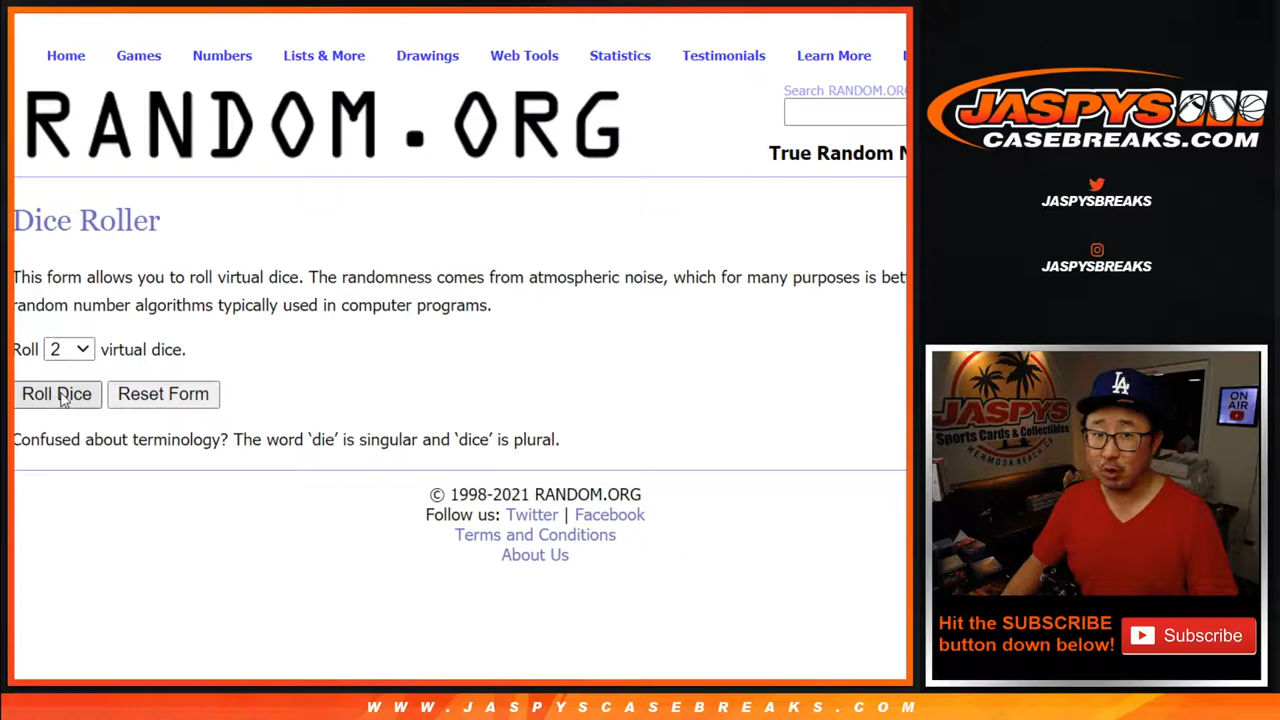 Home Games Numbers Lists & More Drawings Web Tools Statistics Testimonials Learn More
RANDOM.ORG
Search RANDOM.ORG
True Random N
Dice Roller
This form allows you to roll virtual dice. The randomness comes from atmospheric noise, which for many purposes is bet
random number algorithms typically used in computer programs.
Roll 2 virtual dice.
Roll Dice Reset Form
Confused about terminology? The word ‘die’ is singular and ‘dice’ is plural.
© 1998-2021 RANDOM.ORG
Follow us: Twitter | Facebook
Terms and Conditions
About Us
JASPYS
CASEBREAKS.COM
JASPYSBREAKS
JASPYSBREAKS
JASPYS
Sports Cards & Collectibles
HERMOSA BEACH, CA
LA
ON
AIR
Hit the SUBSCRIBE
button down below!
Subscribe
WWW.JASPYSCASEBREAKS.COM